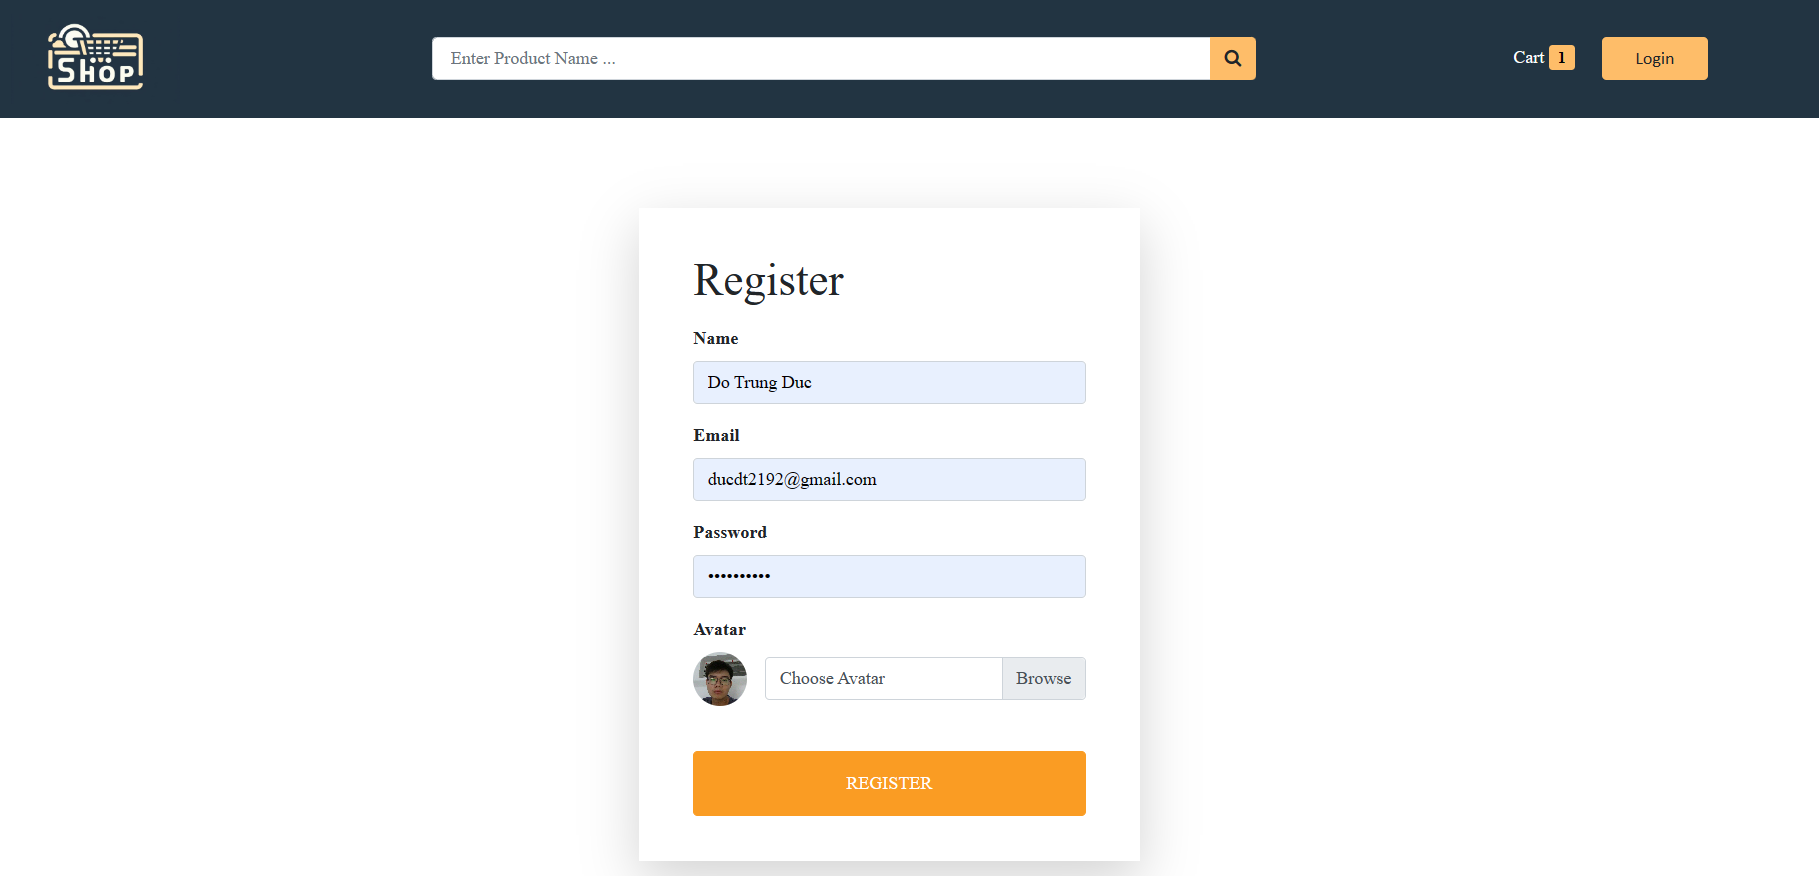 SHOP
Enter Product Name ...
Cart 1
Login
Register
Name
Do Trung Duc
Email
ducdt2192@gmail.com
Password
••••••••••
Avatar
Choose Avatar
Browse
REGISTER